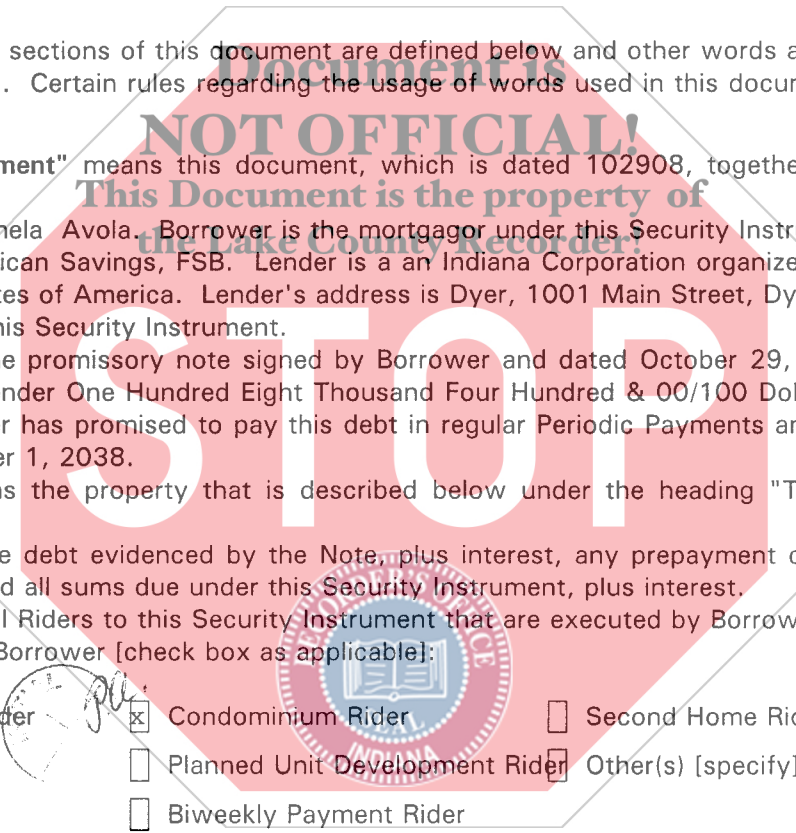 sections of this document are defined below and other words a
. Certain rules regarding the usage of words used in this docum
Document is
NOT OFFICIAL!
ment" means this document, which is dated 102908, togethe
This Document is the property of
nela Avola. Borrower is the mortgagor under this Security Instr
the Lake County Recorder!
ican Savings, FSB. Lender is a an Indiana Corporation organize
tes of America. Lender's address is Dyer, 1001 Main Street, Dy
his Security Instrument.
e promissory note signed by Borrower and dated October 29,
nder One Hundred Eight Thousand Four Hundred & 00/100 Dol
r has promised to pay this debt in regular Periodic Payments an
er 1, 2038.
STOP
ns the property that is described below under the heading "T
e debt evidenced by the Note, plus interest, any prepayment c
d all sums due under this Security Instrument, plus interest.
l Riders to this Security Instrument that are executed by Borrow
Borrower [check box as applicable]:
RECORDER'S OFFICE
SEAL
INDIANA
der x Condominium Rider Second Home Ric
Planned Unit Development Rider Other(s) [specify]
Biweekly Payment Rider